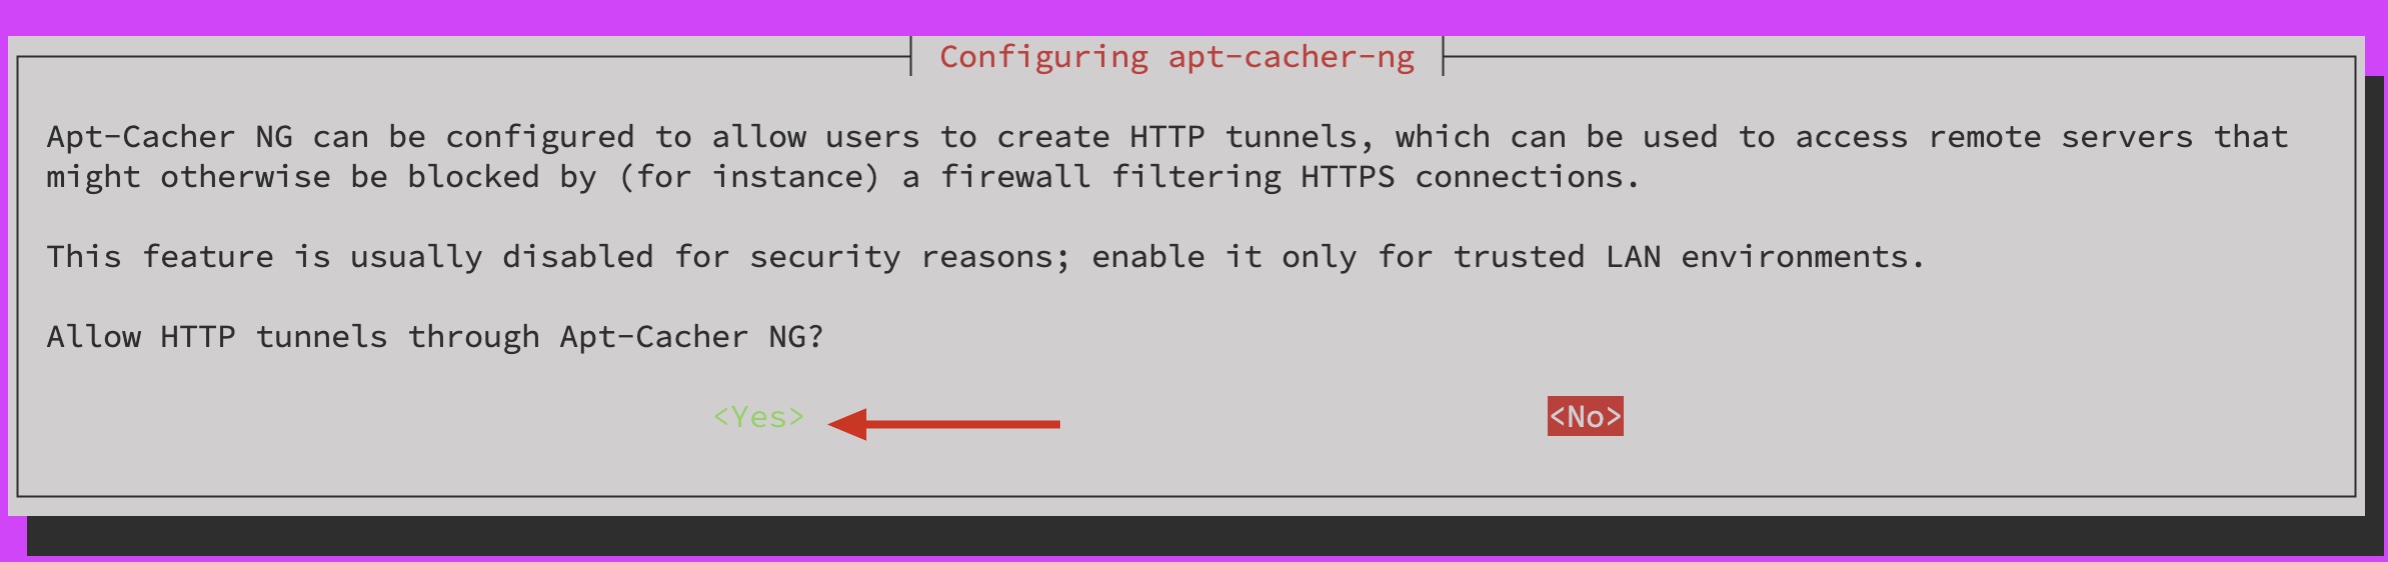 Configuring apt-cacher-ng
Apt-Cacher NG can be configured to allow users to create HTTP tunnels, which can be used to access remote servers that
might otherwise be blocked by (for instance) a firewall filtering HTTPS connections.
This feature is usually disabled for security reasons; enable it only for trusted LAN environments.
Allow HTTP tunnels through Apt-Cacher NG?
<Yes> <No>